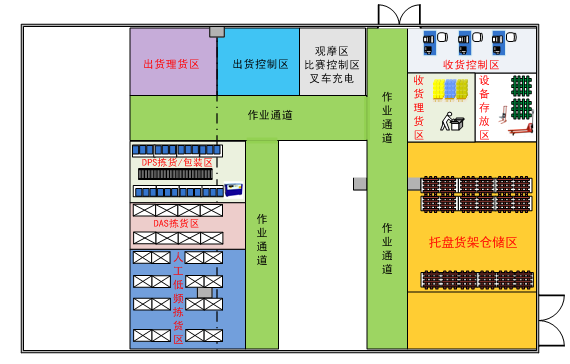 出货理货区
出货控制区
观摩区
比赛控制区
叉车充电
收货控制区
收货理货区
设备存放区
作业通道
作业通道
DPS拣货/包装区
DAS拣货区
人工低频拣货区
作业通道
作业通道
托盘货架仓储区